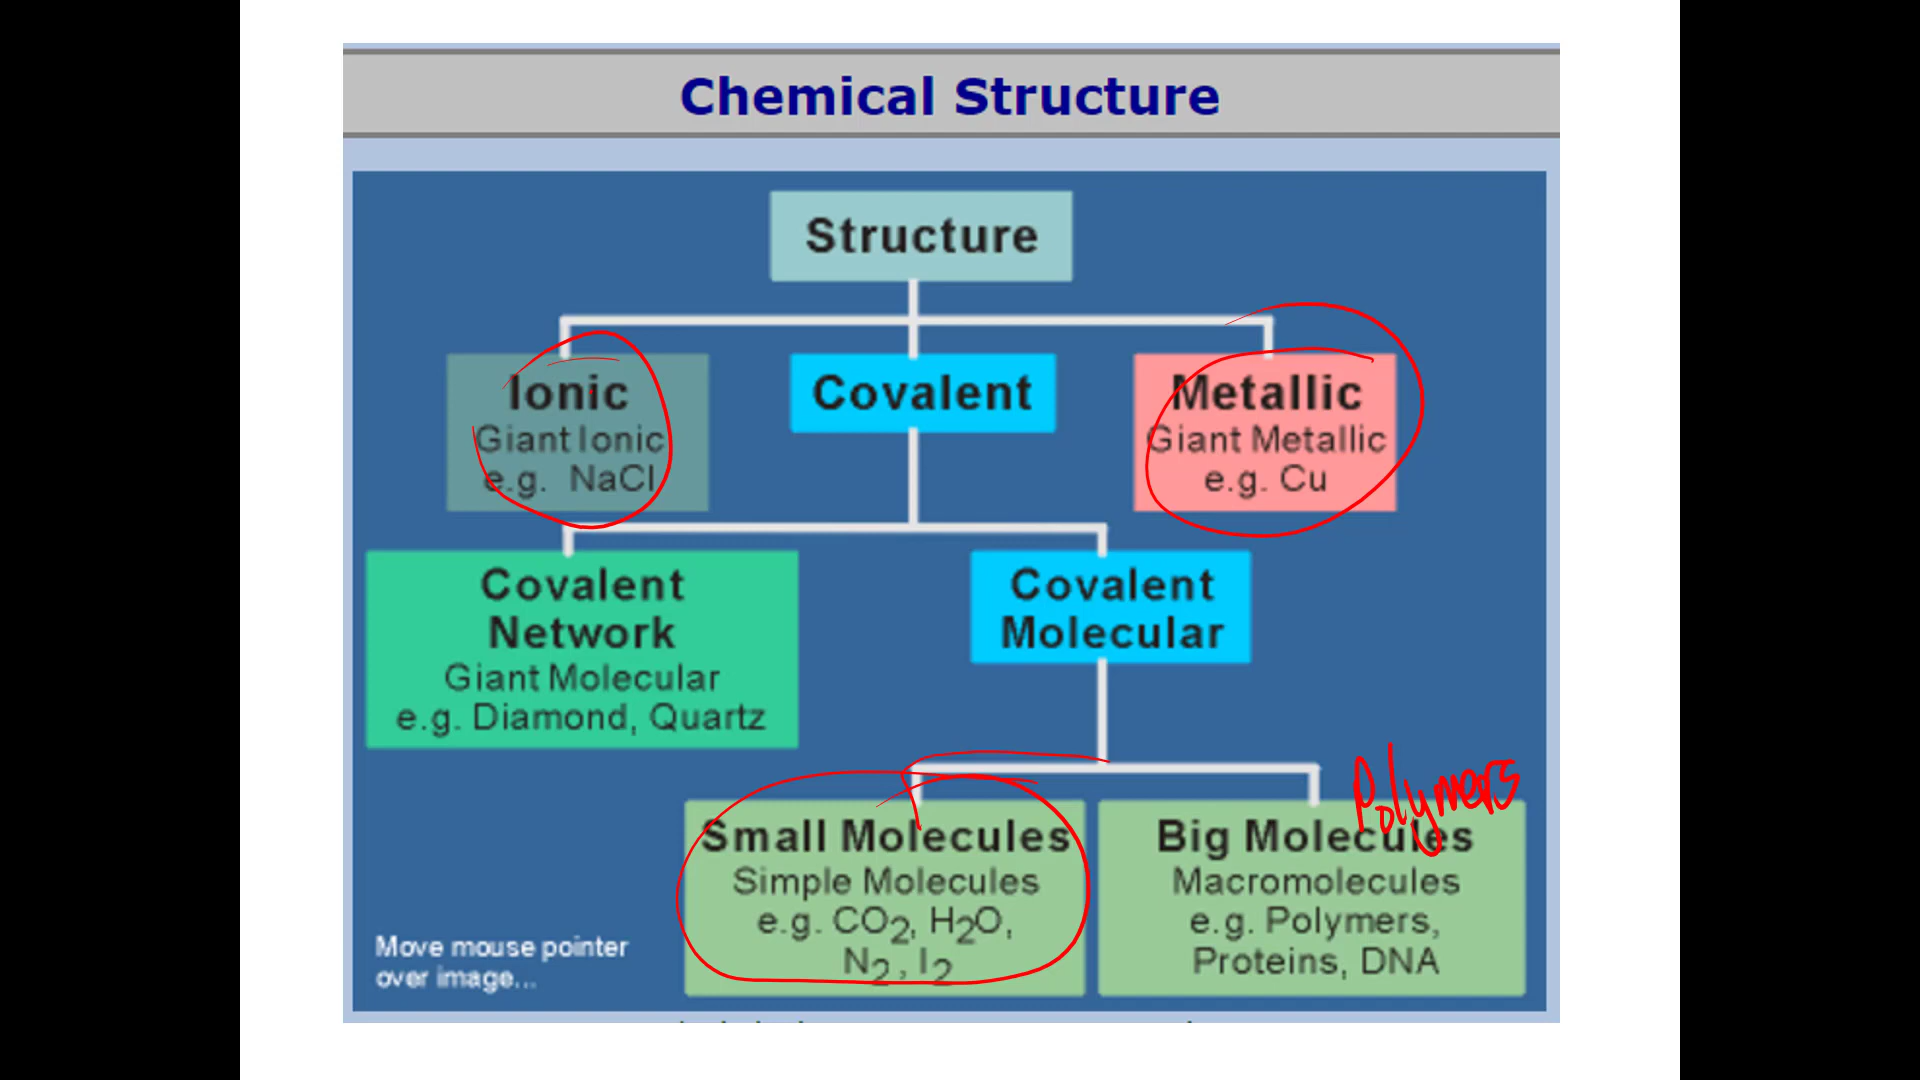 Chemical Structure
Structure
Ionic
Giant Ionic
e.g. NaCl
Covalent
Metallic
Giant Metallic
e.g. Cu
Covalent
Network
Giant Molecular
e.g. Diamond, Quartz
Covalent
Molecular
Small Molecules
Simple Molecules
e.g. CO2, H2O,
N2, I2
Polymers
Big Molecules
Macromolecules
e.g. Polymers,
Proteins, DNA
Move mouse pointer
over image...